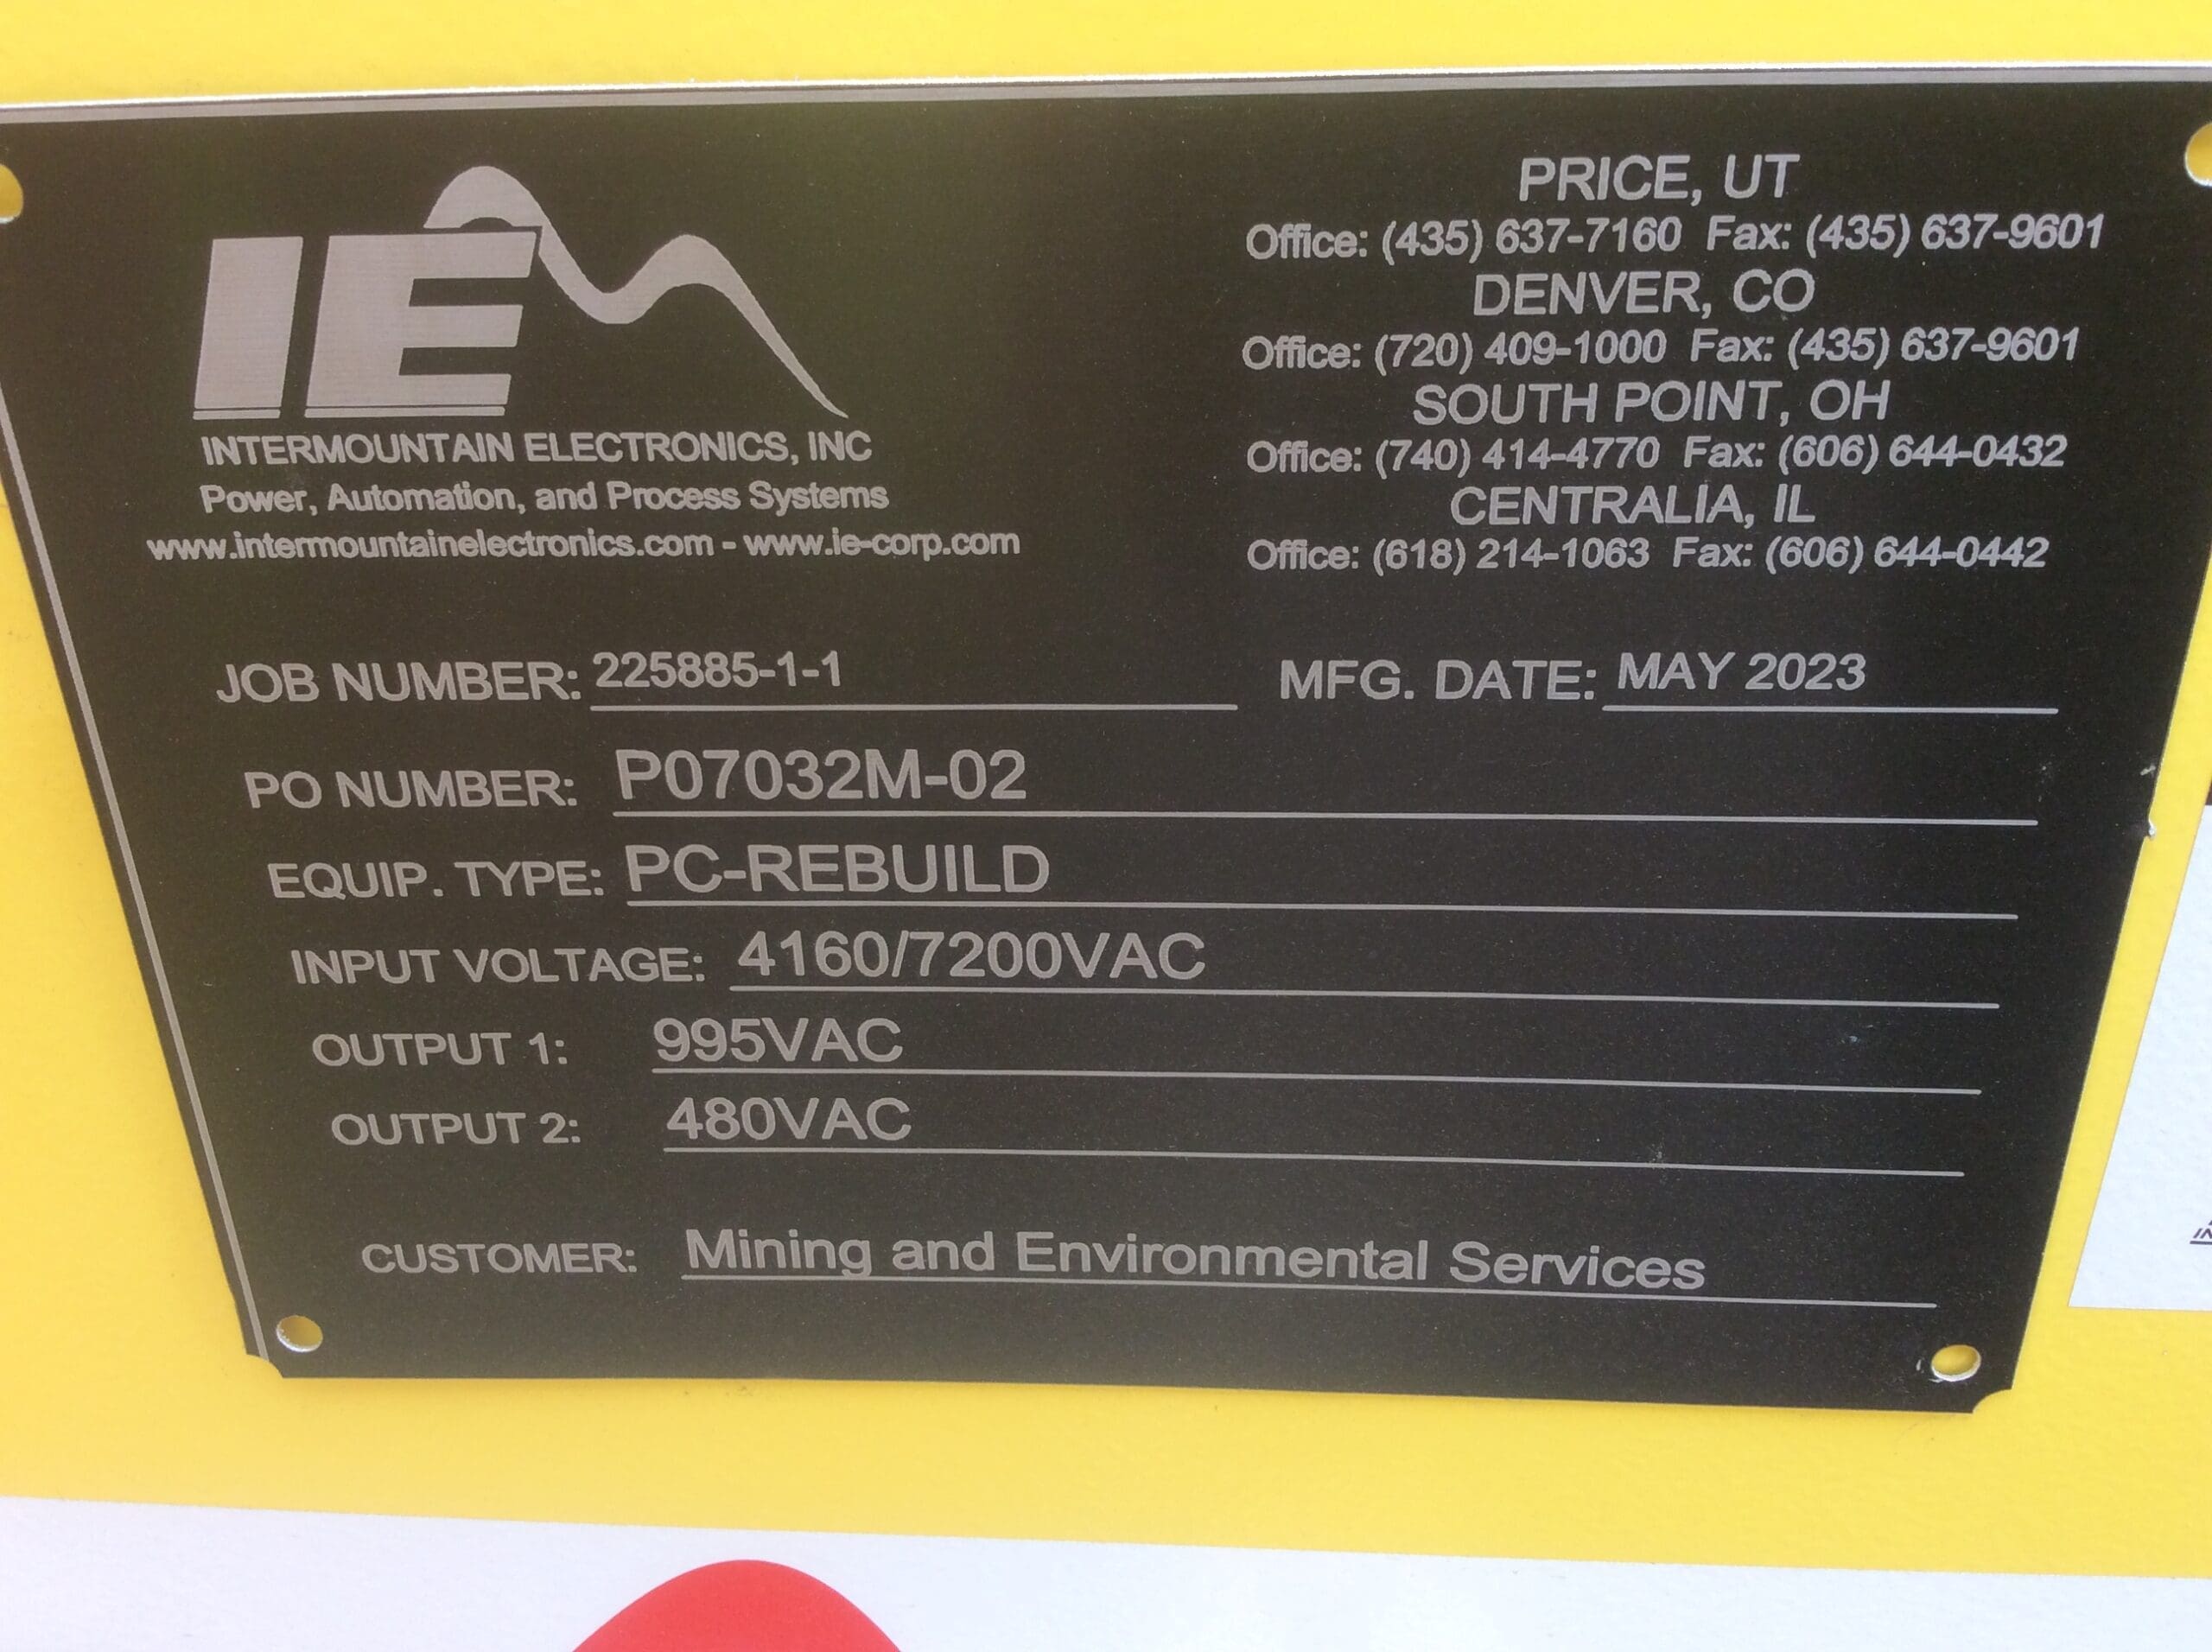 IE
INTERMOUNTAIN ELECTRONICS, INC
Power, Automation, and Process Systems
www.intermountainelectronics.com - www.ie-corp.com
PRICE, UT
Office: (435) 637-7160 Fax: (435) 637-9601
DENVER, CO
Office: (720) 409-1000 Fax: (435) 637-9601
SOUTH POINT, OH
Office: (740) 414-4770 Fax: (606) 644-0432
CENTRALIA, IL
Office: (618) 214-1063 Fax: (606) 644-0442
JOB NUMBER: 225885-1-1 MFG. DATE: MAY 2023
PO NUMBER: P07032M-02
EQUIP. TYPE: PC-REBUILD
INPUT VOLTAGE: 4160/7200VAC
OUTPUT 1: 995VAC
OUTPUT 2: 480VAC
CUSTOMER: Mining and Environmental Services